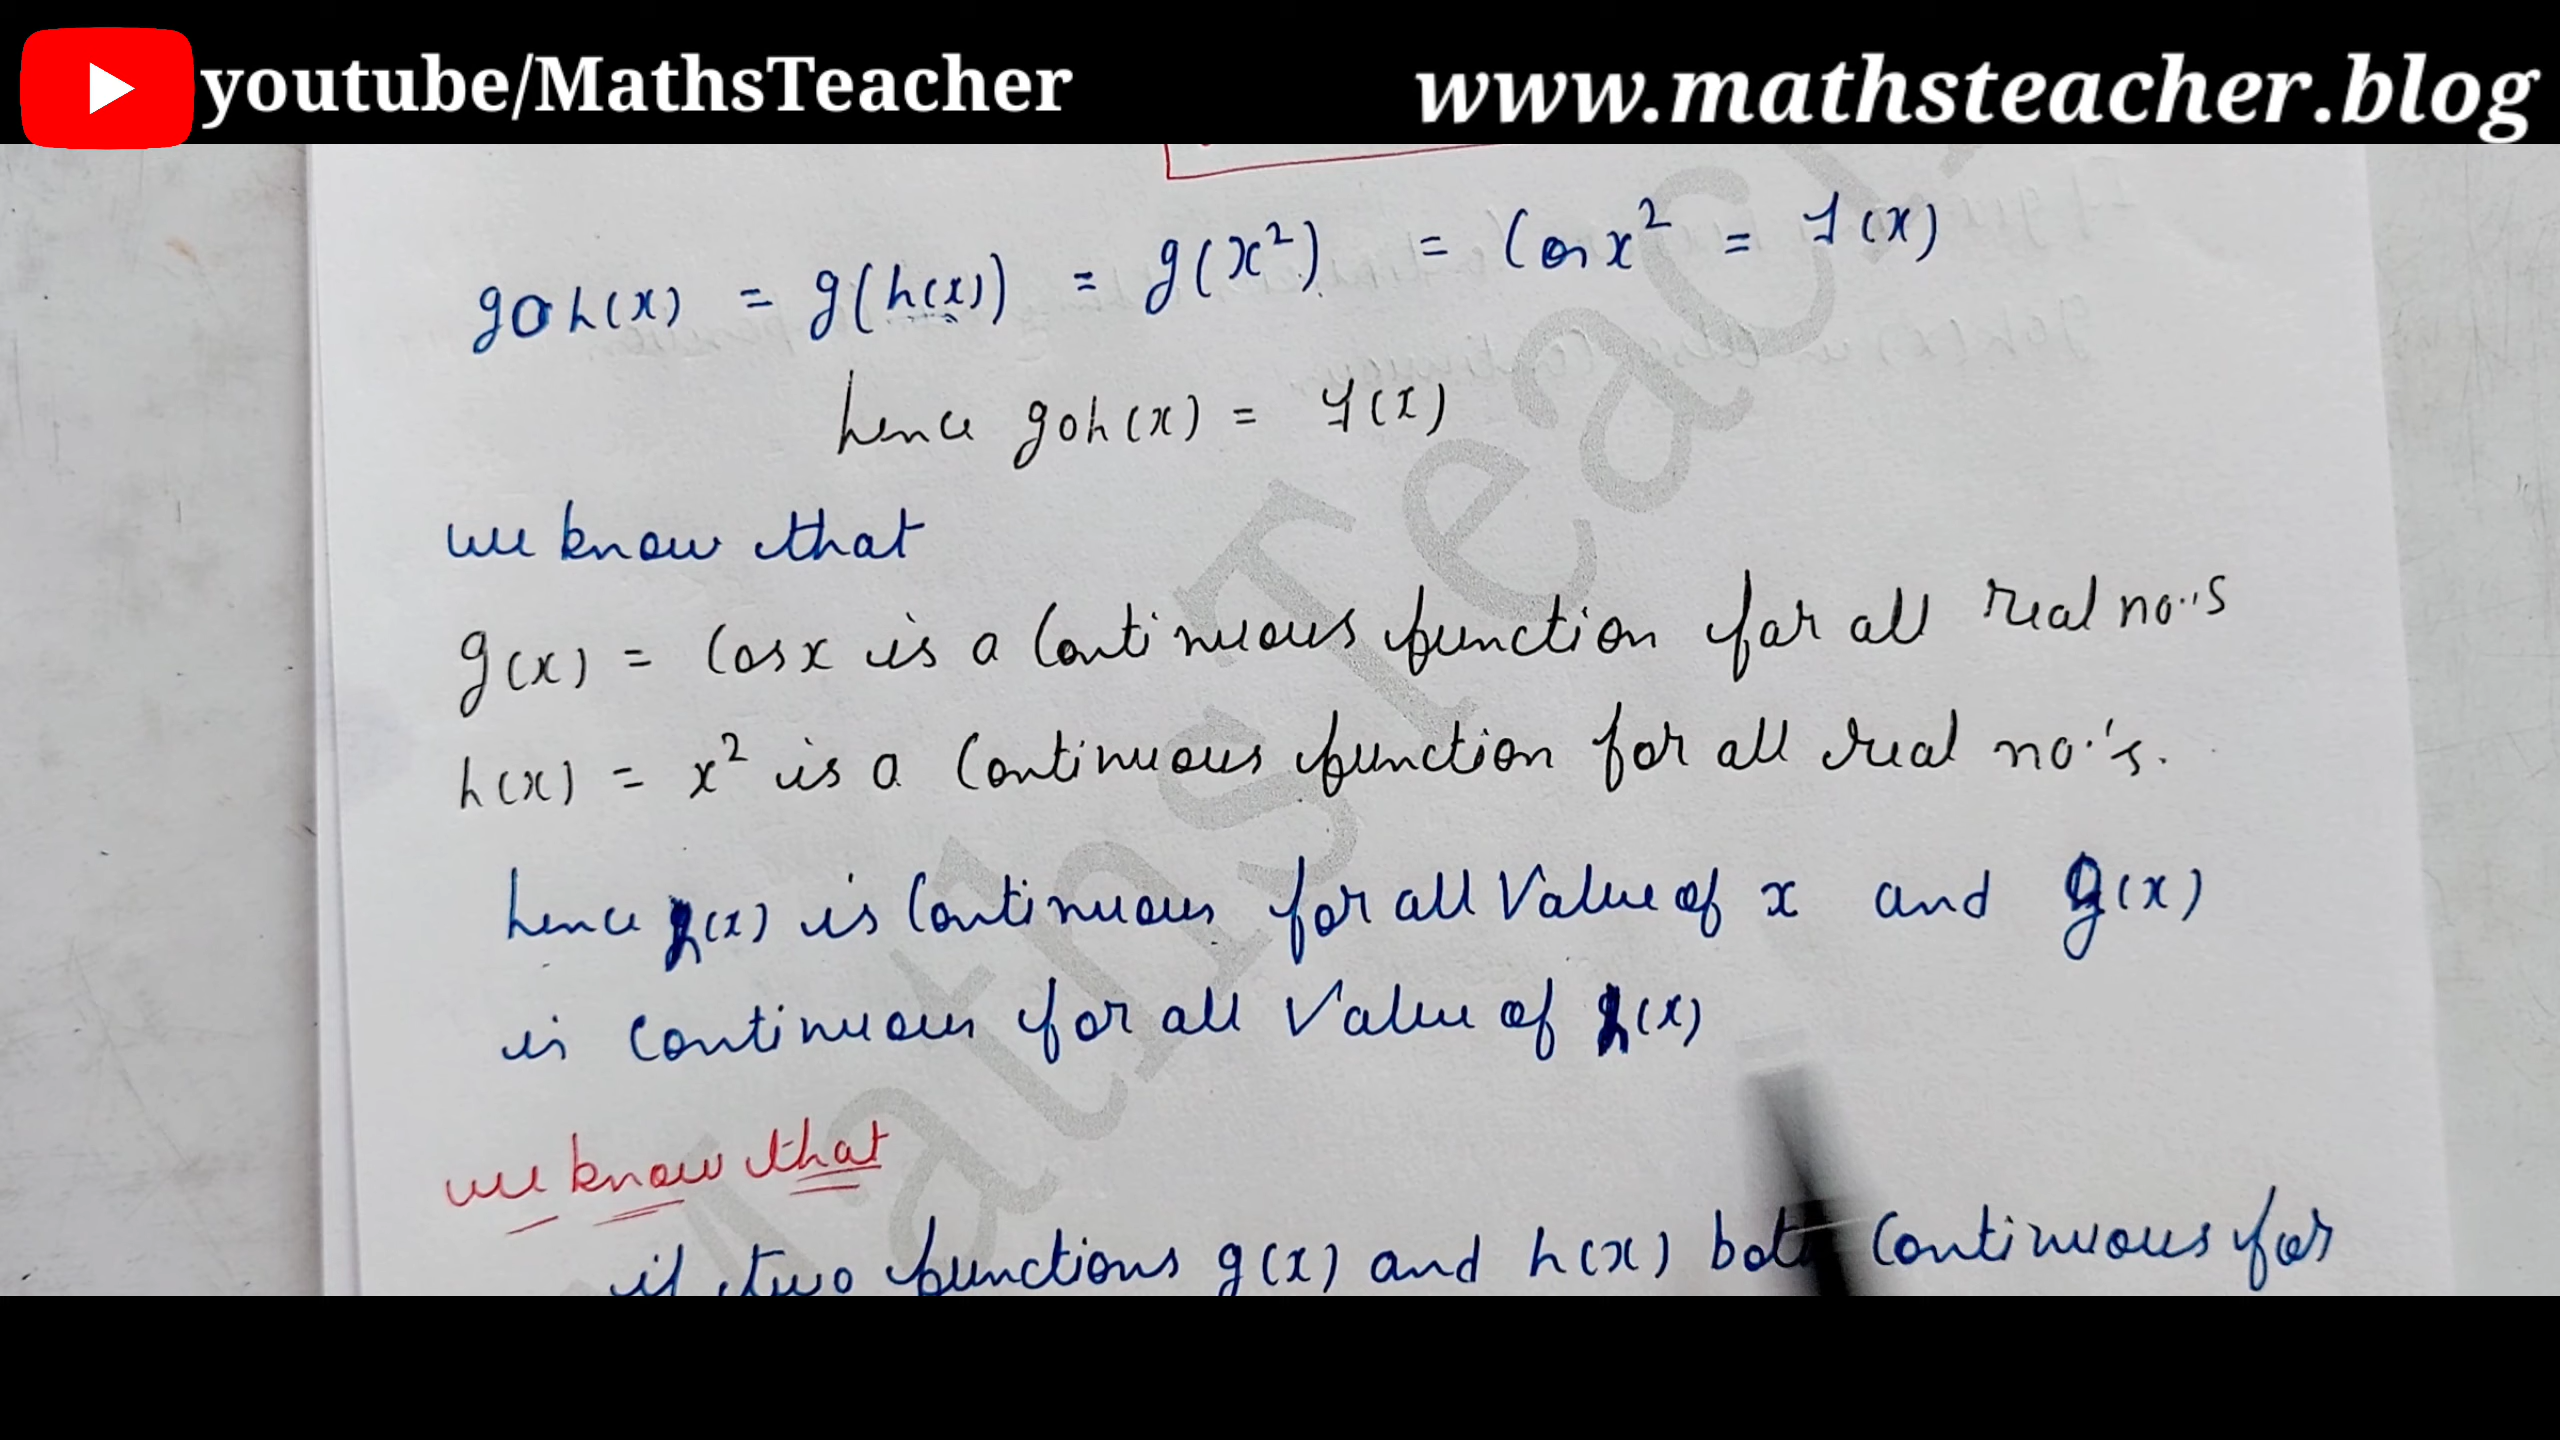 youtube/MathsTeacher
www.mathsteacher.blog
goh(x) = g(h(x)) = g(x²) = Cos x² = f(x)
hence goh(x) = f(x)
we know that
g(x) = Cosx is a Continuous function for all real no.'s
h(x) = x² is a Continuous function for all real no.'s.
hence h(x) is Continuous for all Value of x and g(x)
is continuous for all Value of h(x)
we know that
if two functions g(x) and h(x) both Continuous for
MathsTeach